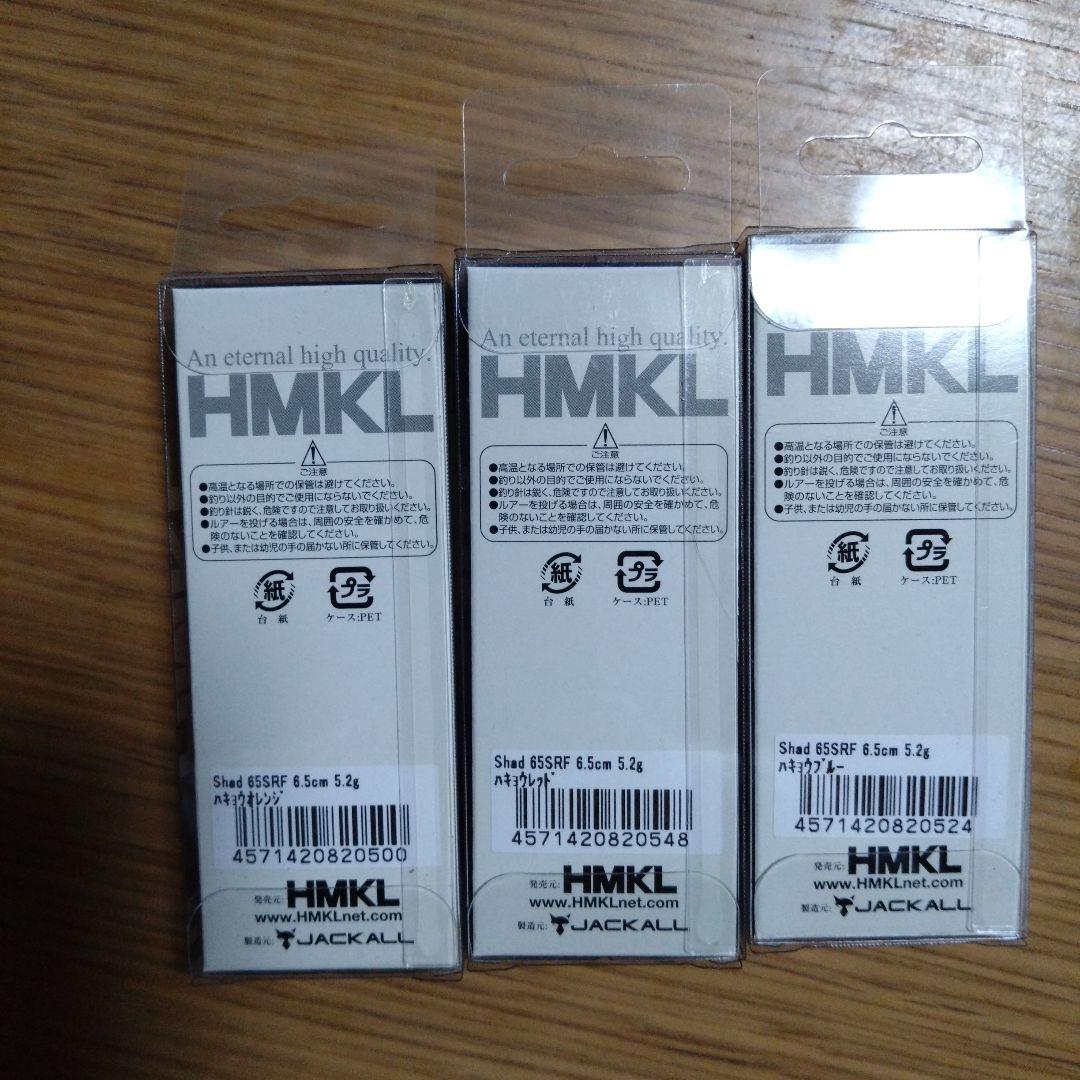 An eternal high quality.
HMKL
ご注意
●高温となる場所での保管は避けてください。
●釣り以外の目的でご使用にならないでください。
●釣り針は鋭く、危険ですので注意してお取り扱いください。
●ルアーを投げる場合は、周囲の安全を確かめて、危
険のないことを確認してください。
●子供、または幼児の手の届かない所に保管してください。
紙
プラ
台紙
ケース:PET
Shad 65SRF 6.5cm 5.2g
ﾊｷｮｳｵﾚﾝｼﾞ
4571420820500
発売元: HMKL
www.HMKLnet.com
製造元: JACKALL
An eternal high quality.
HMKL
ご注意
●高温となる場所での保管は避けてください。
●釣り以外の目的でご使用にならないでください。
●釣り針は鋭く、危険ですので注意してお取り扱いください。
●ルアーを投げる場合は、周囲の安全を確かめて、危
険のないことを確認してください。
●子供、または幼児の手の届かない所に保管してください。
紙
プラ
台紙
ケース:PET
Shad 65SRF 6.5cm 5.2g
ﾊｷｮｳﾚｯﾄﾞ
4571420820548
発売元: HMKL
www.HMKLnet.com
製造元: JACKALL
HMKL
ご注意
●高温となる場所での保管は避けてください。
●釣り以外の目的でご使用にならないでください。
●釣り針は鋭く、危険ですので注意してお取り扱いください。
●ルアーを投げる場合は、周囲の安全を確かめて、危
険のないことを確認してください。
●子供、または幼児の手の届かない所に保管してください。
紙
プラ
台紙
ケース:PET
Shad 65SRF 6.5cm 5.2g
ﾊｷｮｳﾌﾞﾙｰ
4571420820524
発売元: HMKL
www.HMKLnet.com
製造元: JACKALL